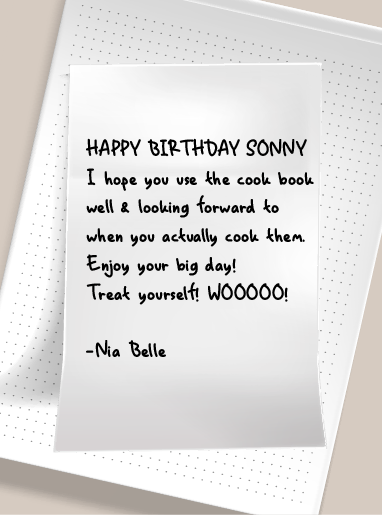 HAPPY BIRTHDAY SONNY
I hope you use the cook book
well & looking forward to
when you actually cook them.
Enjoy your big day!
Treat yourself! WOOOOO!
-Nia Belle